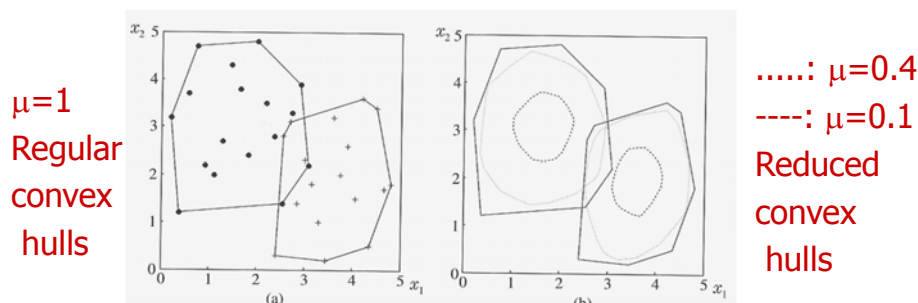 μ=1
Regular
convex
hulls
x₂ 5
4
3
2
1
0
0 1 2 3 4 5
x₁
(a)
x₂ 5
4
3
2
1
0
0 1 2 3 4 5
x₁
(b)
.....: μ=0.4
----: μ=0.1
Reduced
convex
hulls